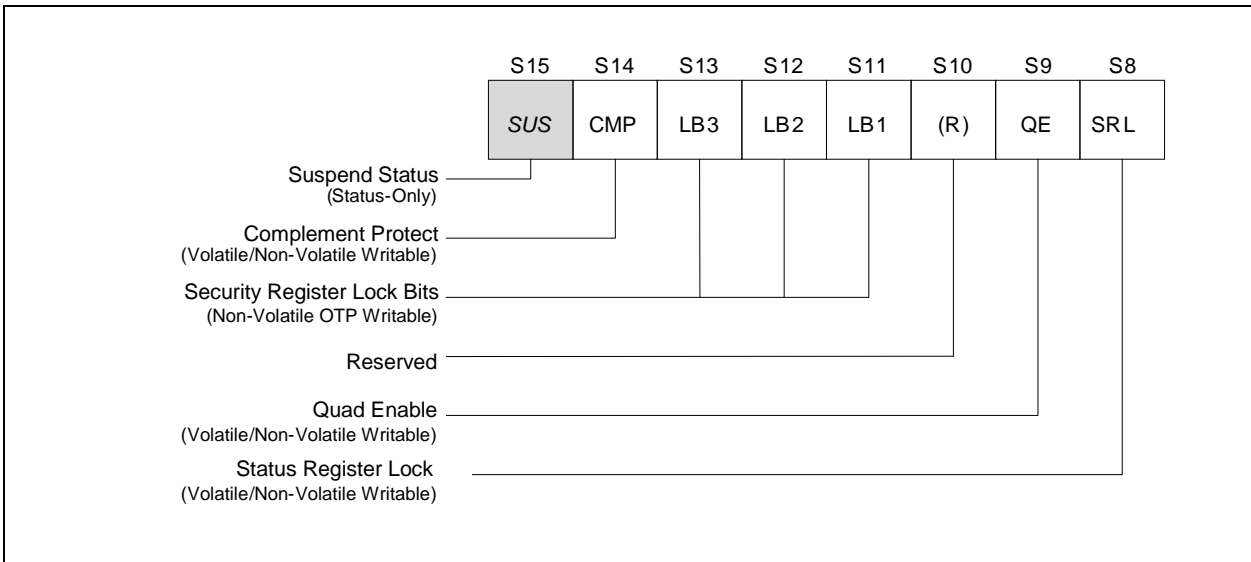 S15 S14 S13 S12 S11 S10 S9 S8
SUS CMP LB3 LB2 LB1 (R) QE SRL
Suspend Status
(Status-Only)
Complement Protect
(Volatile/Non-Volatile Writable)
Security Register Lock Bits
(Non-Volatile OTP Writable)
Reserved
Quad Enable
(Volatile/Non-Volatile Writable)
Status Register Lock
(Volatile/Non-Volatile Writable)